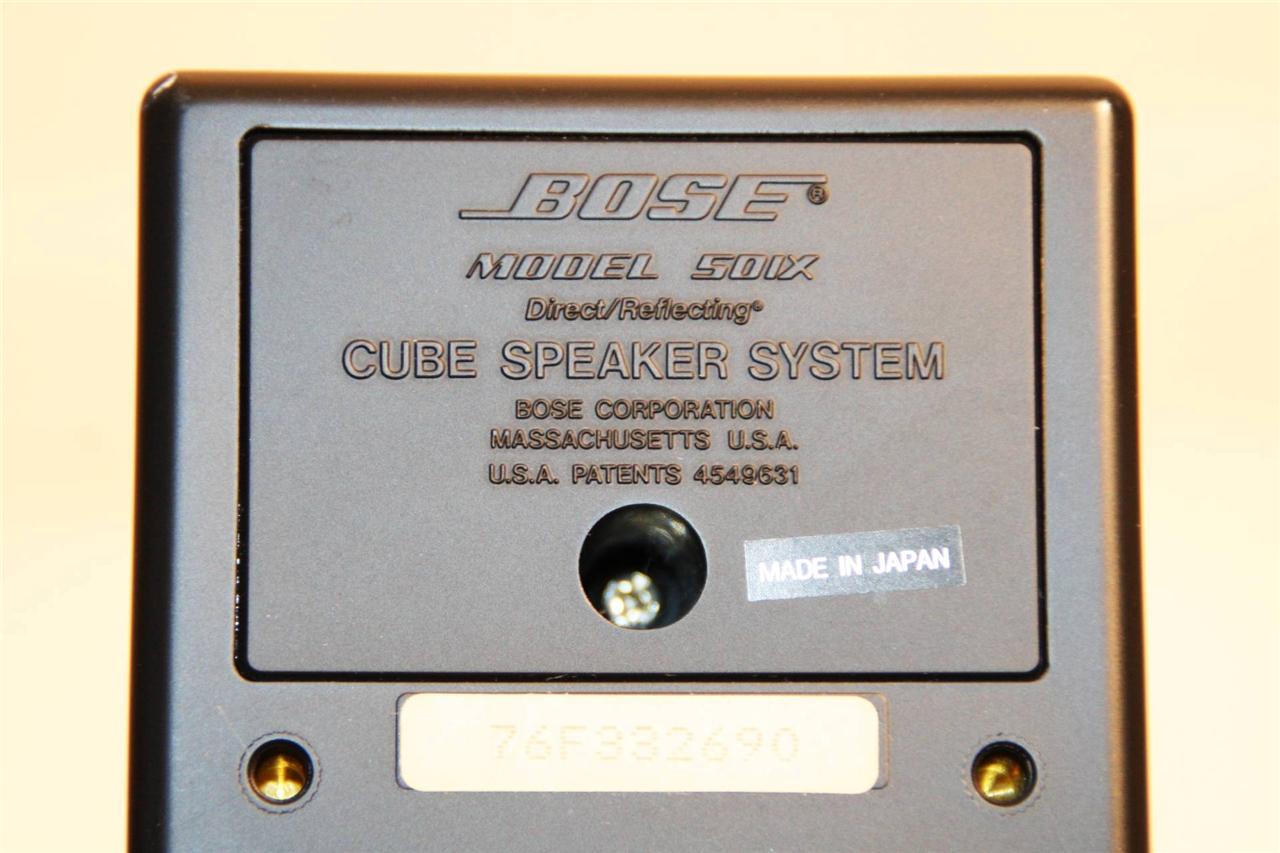 BOSE®
MODEL 501X
Direct/Reflecting®
CUBE SPEAKER SYSTEM
BOSE CORPORATION
MASSACHUSETTS U.S.A.
U.S.A. PATENTS 4549631
MADE IN JAPAN
76F332690